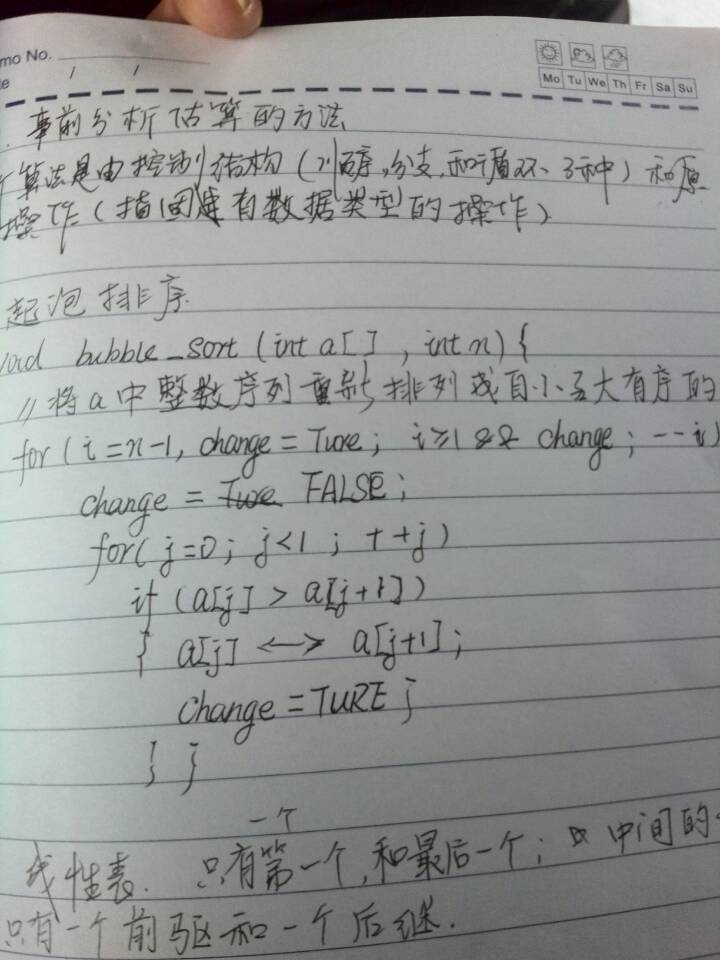 mo No.
Mo Tu We Th Fr Sa Su
事前分析估算的方法
算法是由控制结构(顺序,分支,和循环、3种中)和原
操作(指固有数据类型的操作)
起泡排序.
void bubble_sort (int a[] , int n) {
// 将a中整数序列重新排列成自小至大有序的
for ( i = n-1, change = Ture ; i≥1 && change ; --i)
change = Ture FALSE ;
for( j=0 ; j<1 ; ++j)
if (a[j] > a[j+1])
{ a[j] <—> a[j+1] ;
change = TURE ;
} }
一个
线性表. 只有第一个,和最后一个; 中间的
只有一个前驱和一个后继.